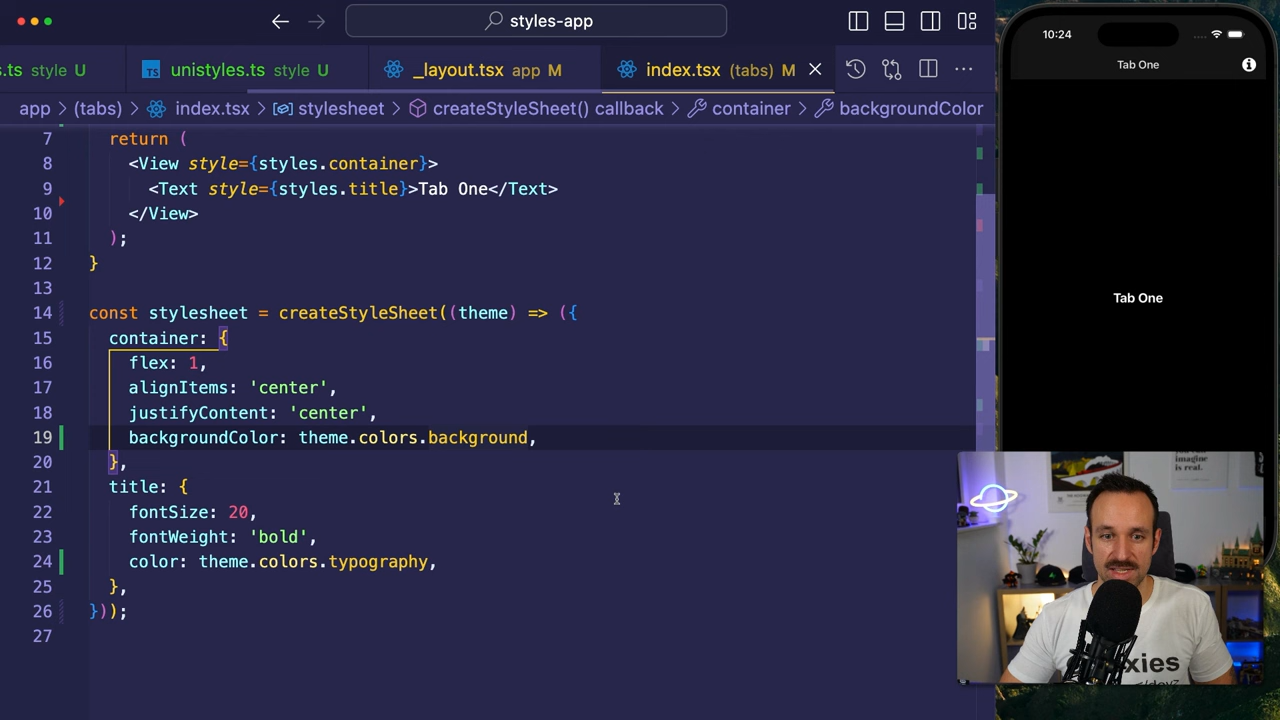 styles-app
s.ts style U
TS unistyles.ts style U
_layout.tsx app M
index.tsx (tabs) M
app > (tabs) > index.tsx > stylesheet > createStyleSheet() callback > container > backgroundColor
7 return (
8 <View style={styles.container}>
9 <Text style={styles.title}>Tab One</Text>
10 </View>
11 );
12 }
13
14 const stylesheet = createStyleSheet((theme) => ({
15 container: {
16 flex: 1,
17 alignItems: 'center',
18 justifyContent: 'center',
19 backgroundColor: theme.colors.background,
20 },
21 title: {
22 fontSize: 20,
23 fontWeight: 'bold',
24 color: theme.colors.typography,
25 },
26 }));
27
10:24
Tab One
Tab One
imagine
is real.